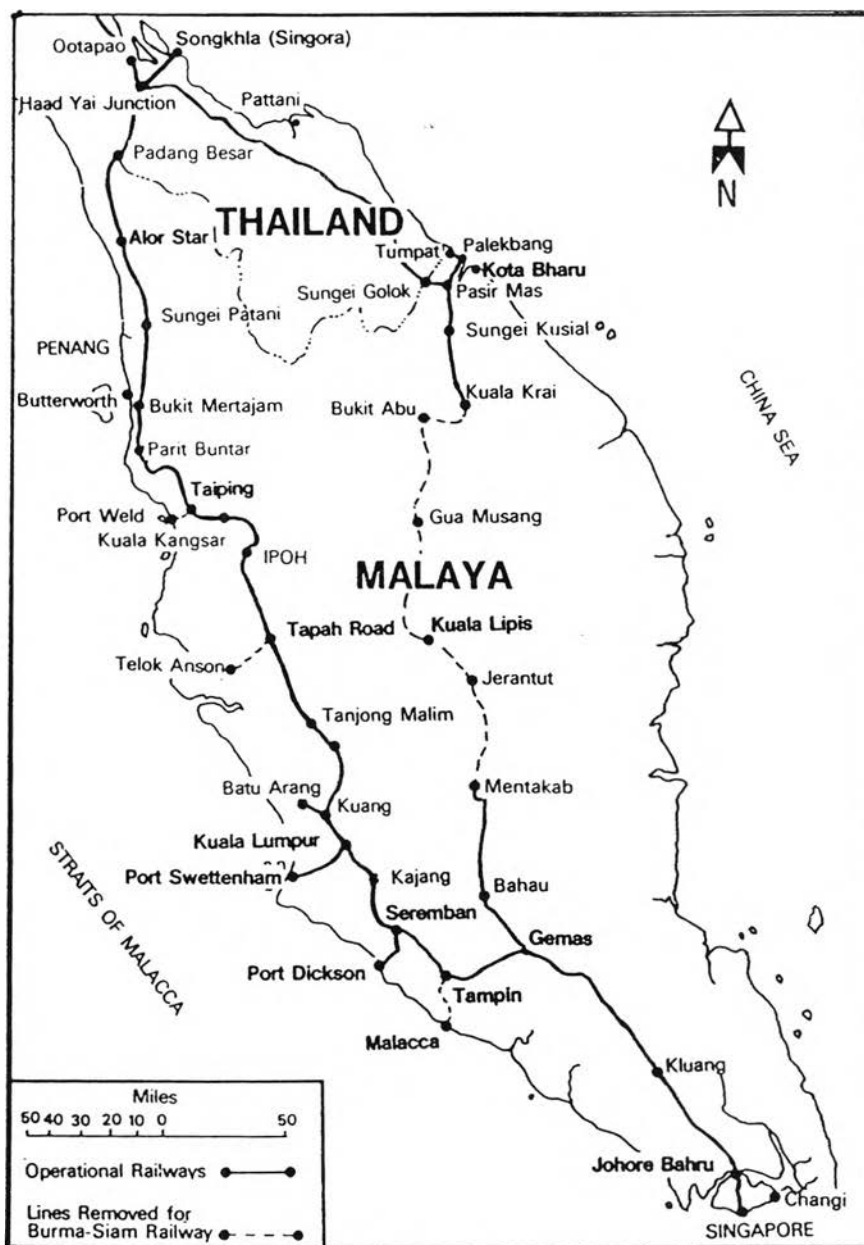 Songkhla (Singora)
Ootapao
Haad Yai Junction
Pattani
Padang Besar
N
THAILAND
Alor Star
Tumpat
Palekbang
Kota Bharu
Sungei Golok
Pasir Mas
Sungei Patani
Sungei Kusial
PENANG
CHINA SEA
Butterworth
Bukit Mertajam
Bukit Abu
Kuala Krai
Parit Buntar
Taiping
Port Weld
Gua Musang
Kuala Kangsar
IPOH
MALAYA
Tapah Road
Kuala Lipis
Telok Anson
Jerantut
Tanjong Malim
Batu Arang
Mentakab
Kuang
Kuala Lumpur
STRAITS OF MALACCA
Port Swettenham
Kajang
Bahau
Seremban
Gemas
Port Dickson
Tampin
Malacca
Kluang
Miles
50 40 30 20 10 0 50
Operational Railways
Johore Bahru
Changi
Lines Removed for
Burma-Siam Railway
SINGAPORE